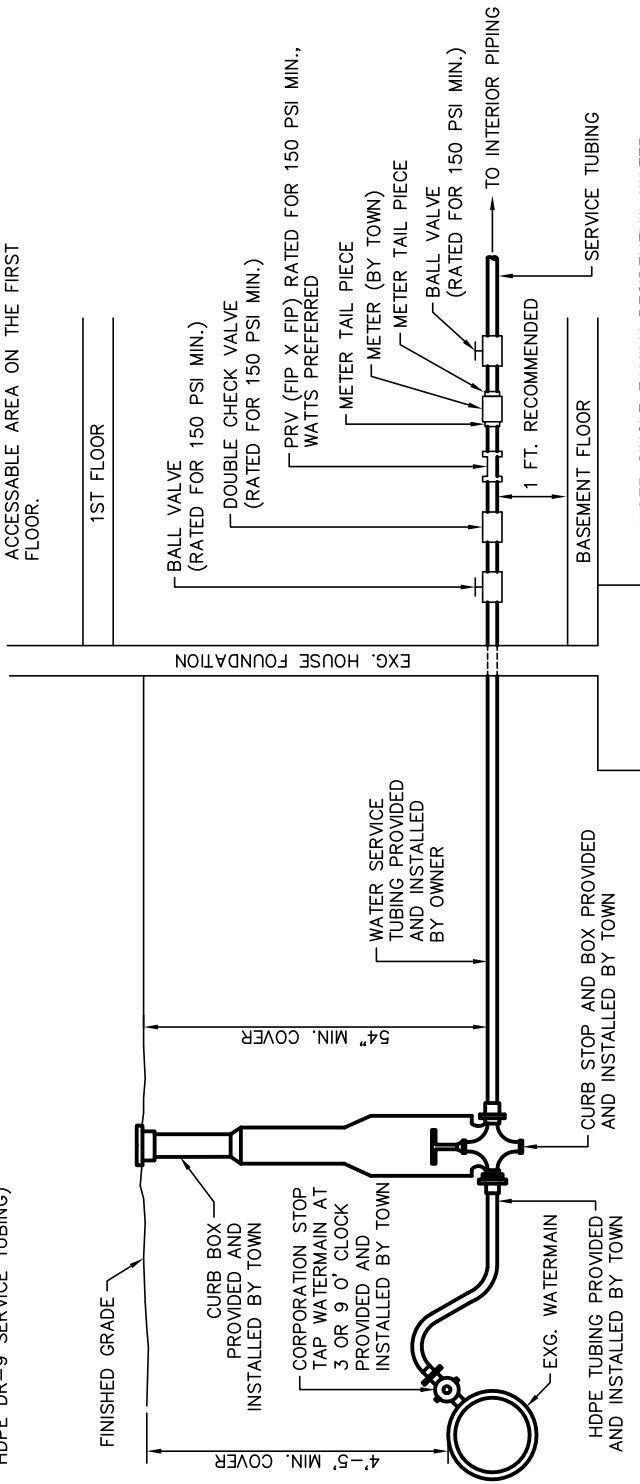 HDPE DR-9 SERVICE TUBING)
ACCESSABLE AREA ON THE FIRST
FLOOR.
1ST FLOOR
FINISHED GRADE
CURB BOX
PROVIDED AND
INSTALLED BY TOWN
CORPORATION STOP
TAP WATERMAIN AT
3 OR 9 O' CLOCK
PROVIDED AND
INSTALLED BY TOWN
4'-5' MIN. COVER
54" MIN. COVER
EXG. HOUSE FOUNDATION
WATER SERVICE
TUBING PROVIDED
AND INSTALLED
BY OWNER
BALL VALVE
(RATED FOR 150 PSI MIN.)
DOUBLE CHECK VALVE
(RATED FOR 150 PSI MIN.)
PRV (FIP X FIP) RATED FOR 150 PSI MIN.,
WATTS PREFERRED
METER TAIL PIECE
METER (BY TOWN)
METER TAIL PIECE
BALL VALVE
(RATED FOR 150 PSI MIN.)
TO INTERIOR PIPING
1 FT. RECOMMENDED
SERVICE TUBING
BASEMENT FLOOR
EXG. WATERMAIN
HDPE TUBING PROVIDED
AND INSTALLED BY TOWN
CURB STOP AND BOX PROVIDED
AND INSTALLED BY TOWN